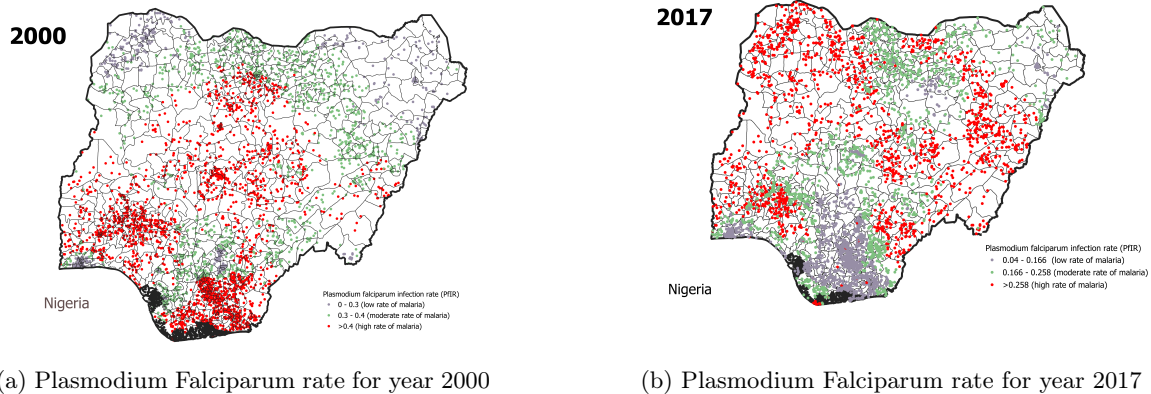 2000
Nigeria
Plasmodium falciparum infection rate (PfIR)
0 - 0.3 (low rate of malaria)
0.3 - 0.4 (moderate rate of malaria)
>0.4 (high rate of malaria)
a) Plasmodium Falciparum rate for year 2000
2017
Nigeria
Plasmodium falciparum infection rate (PfIR)
0.04 - 0.166 (low rate of malaria)
0.166 - 0.258 (moderate rate of malaria)
>0.258 (high rate of malaria)
(b) Plasmodium Falciparum rate for year 2017